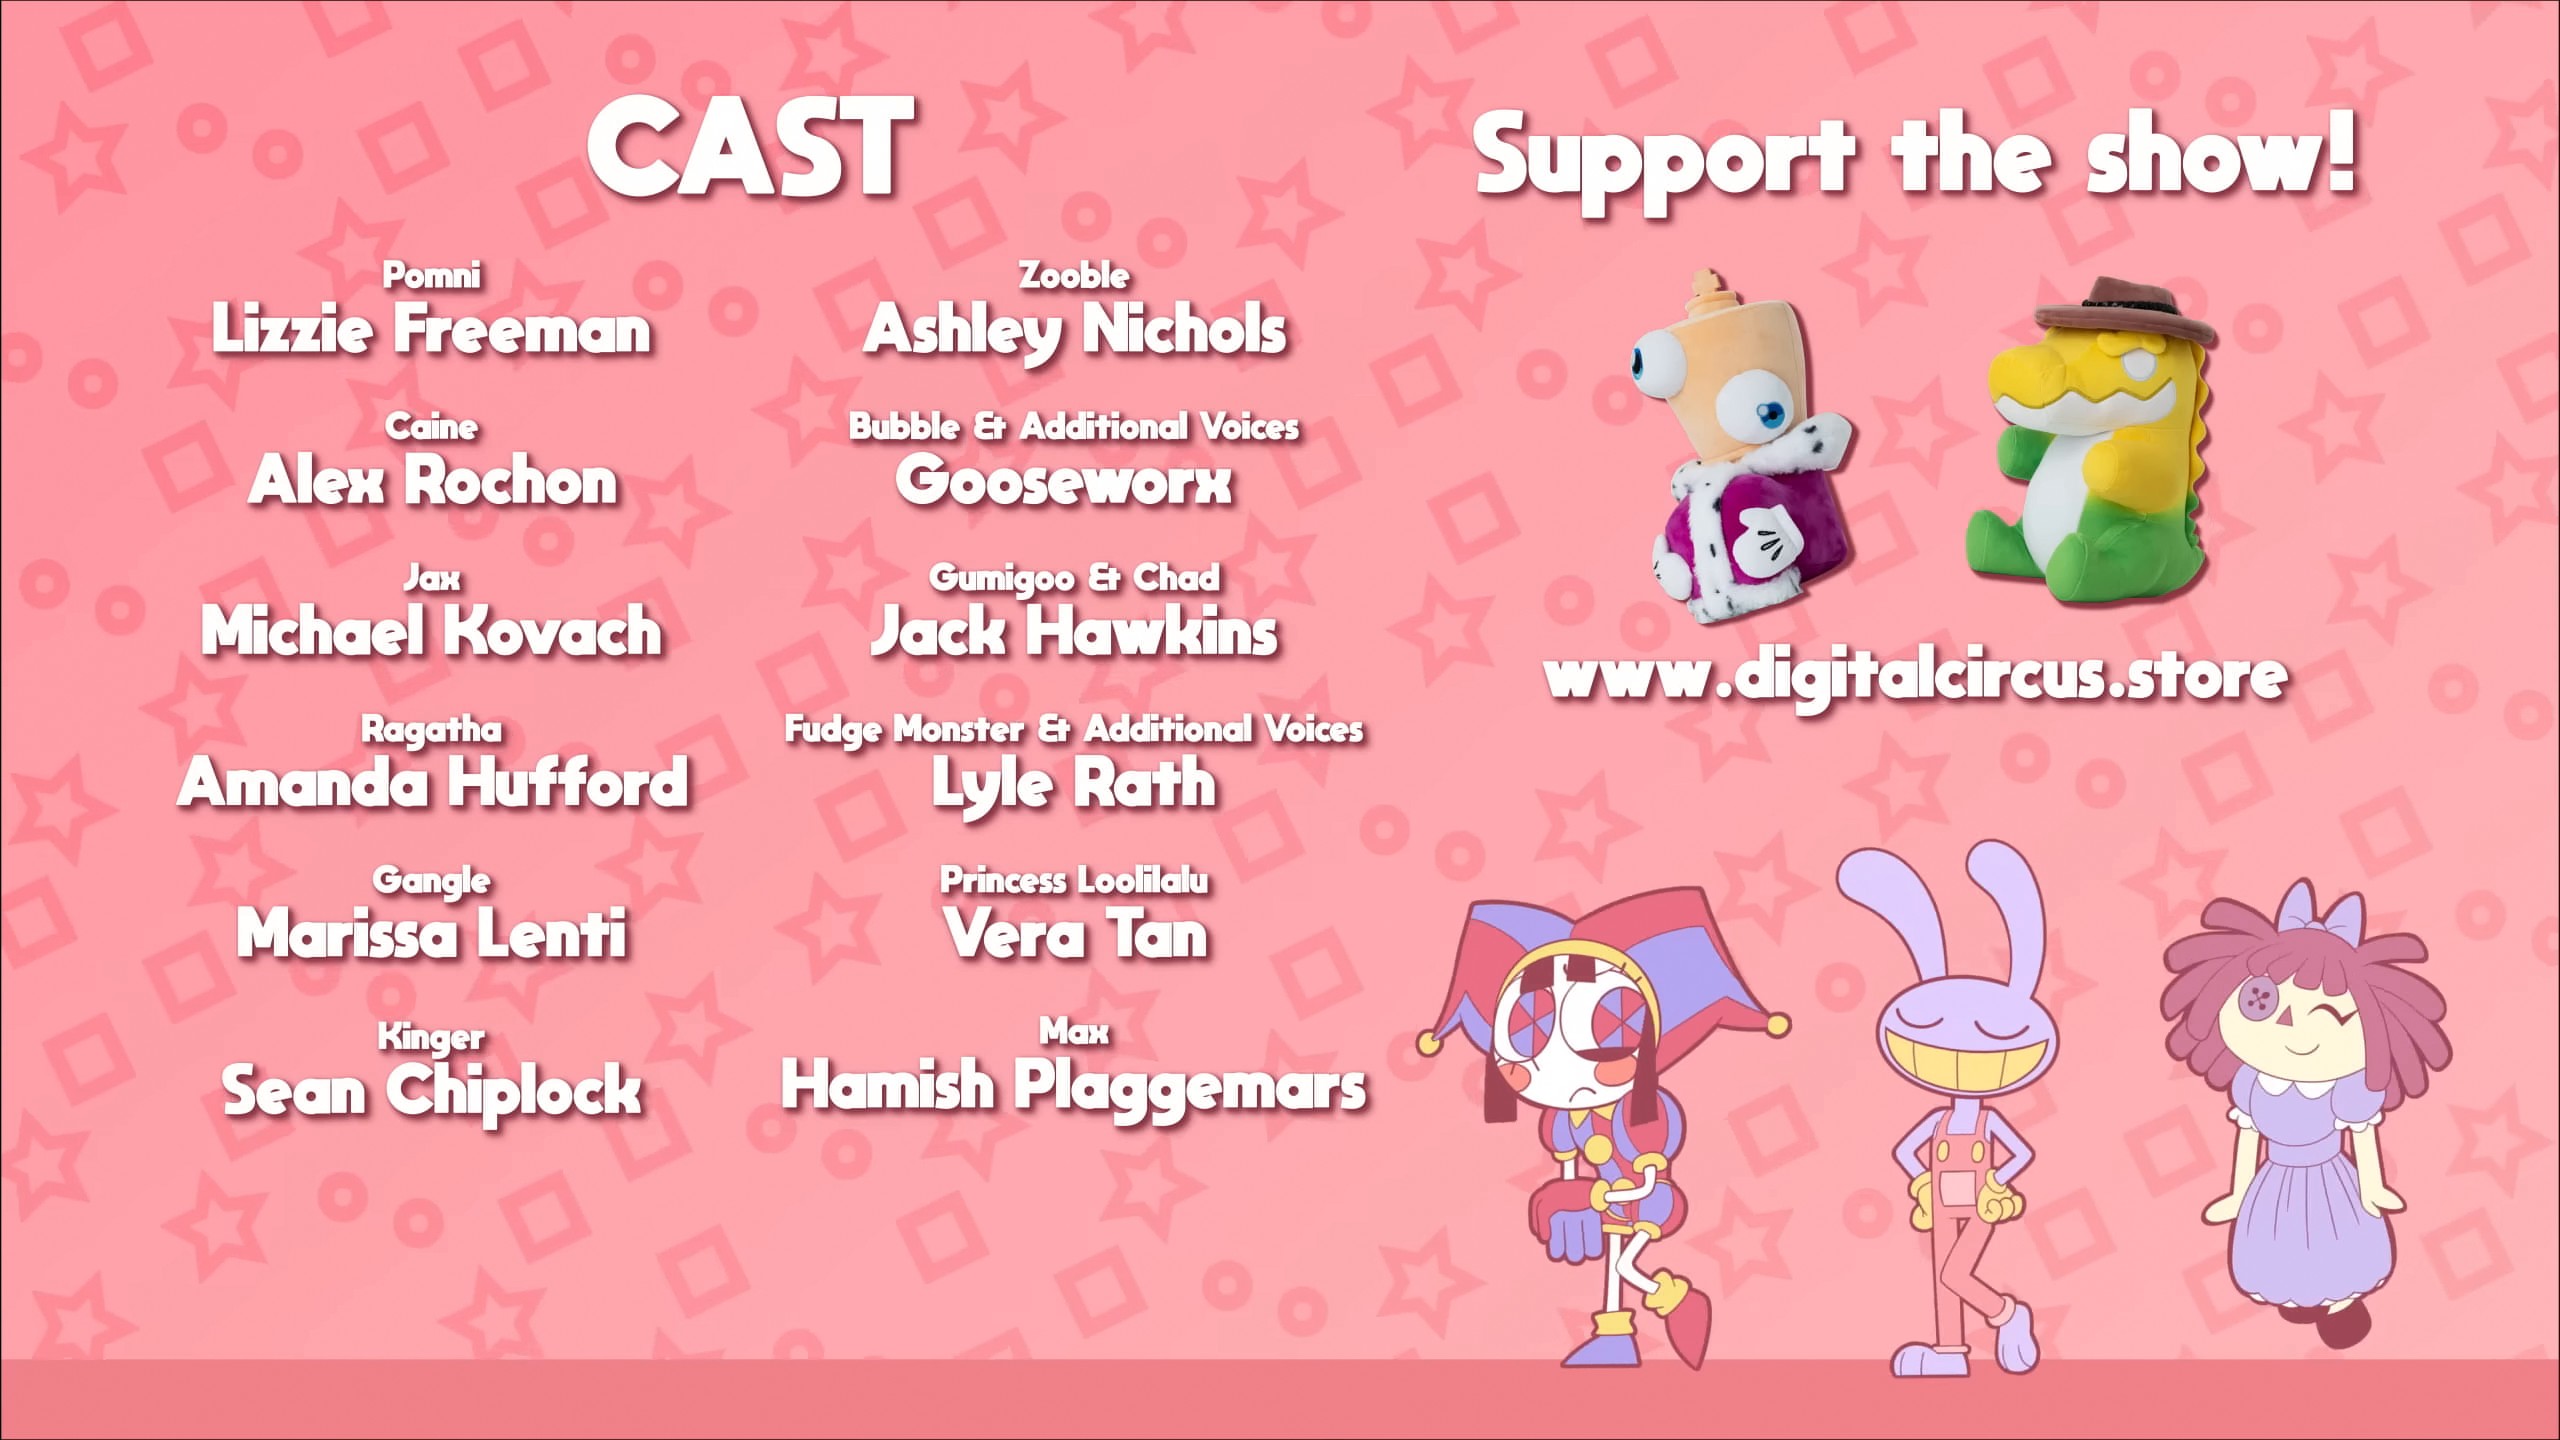 CAST
Pomni
Lizzie Freeman
Caine
Alex Rochon
Jax
Michael Kovach
Ragatha
Amanda Hufford
Gangle
Marissa Lenti
Kinger
Sean Chiplock
Zooble
Ashley Nichols
Bubble & Additional Voices
Gooseworx
Gumigoo & Chad
Jack Hawkins
Fudge Monster & Additional Voices
Lyle Rath
Princess Loolilalu
Vera Tan
Max
Hamish Plaggemars
Support the show!
www.digitalcircus.store